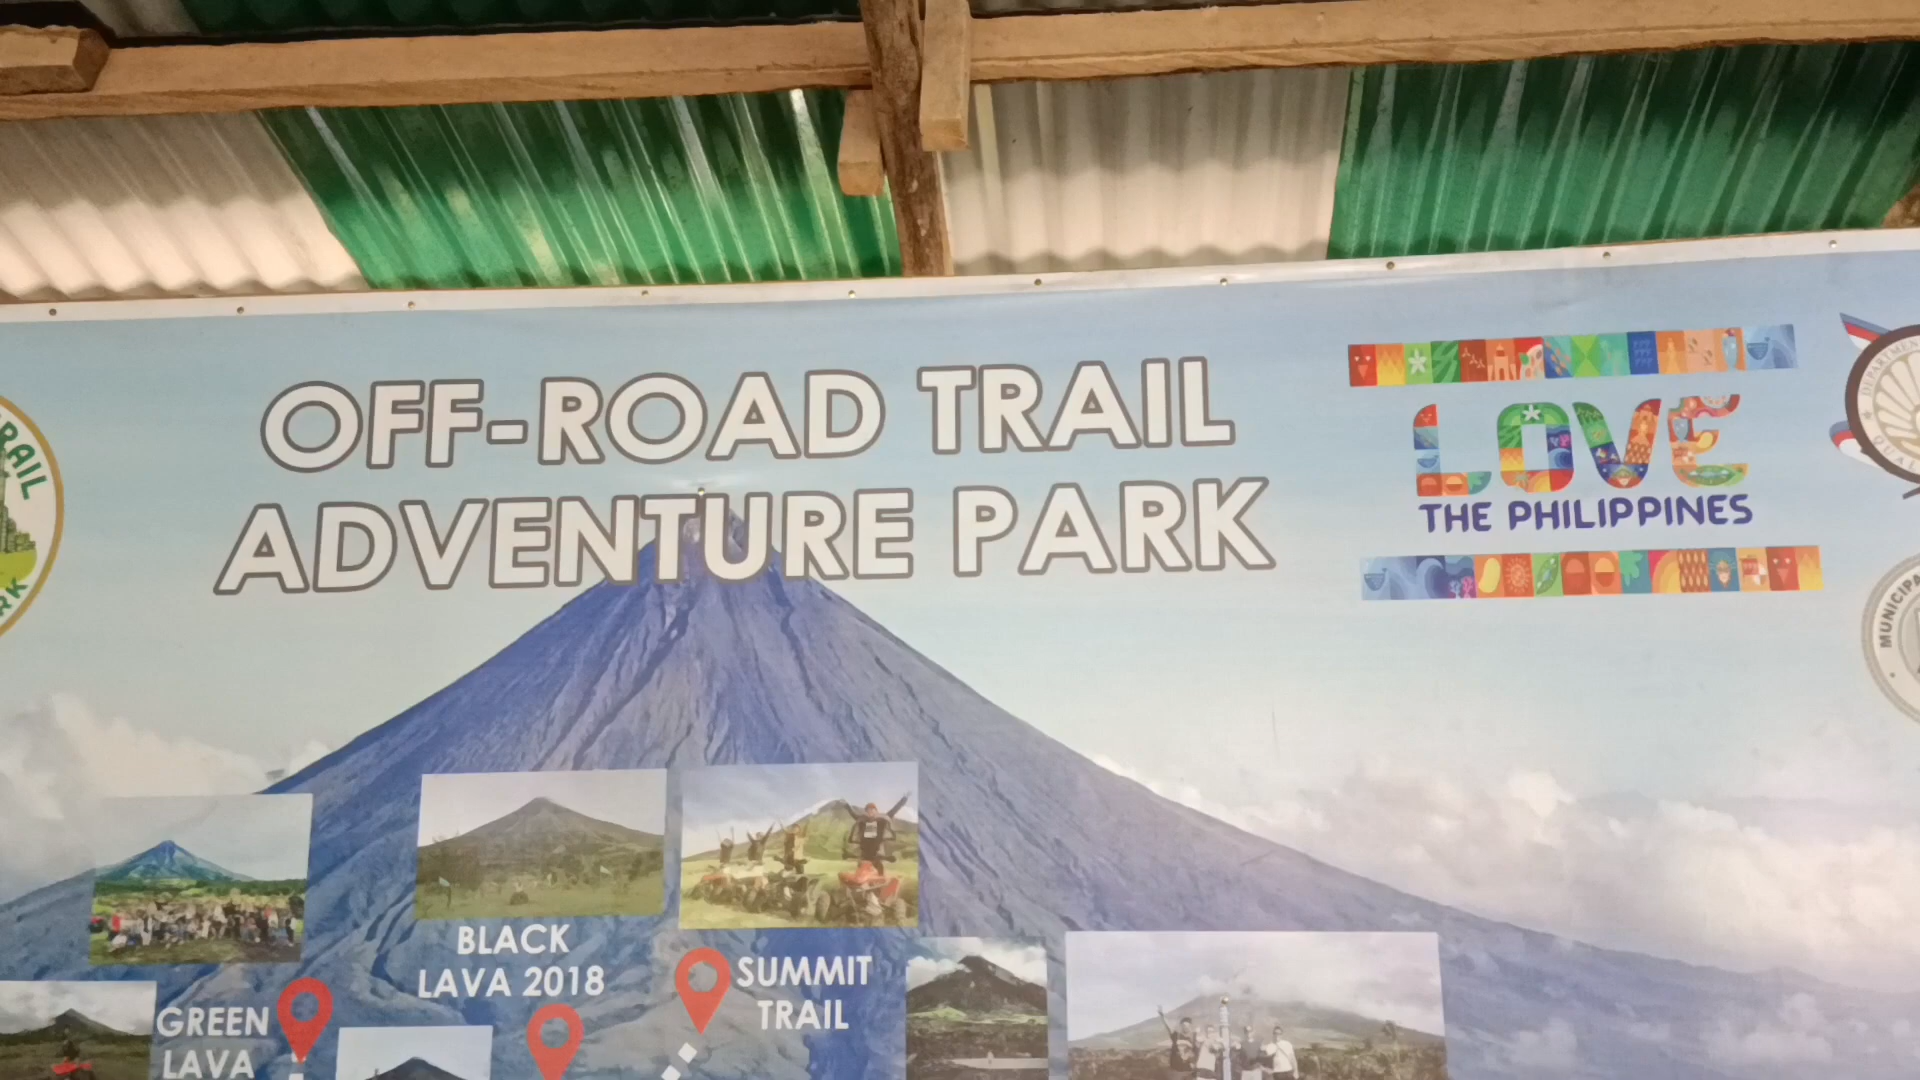 OFF-ROAD TRAIL
ADVENTURE PARK
LOVE
THE PHILIPPINES
BLACK
LAVA 2018
SUMMIT
TRAIL
GREEN
LAVA